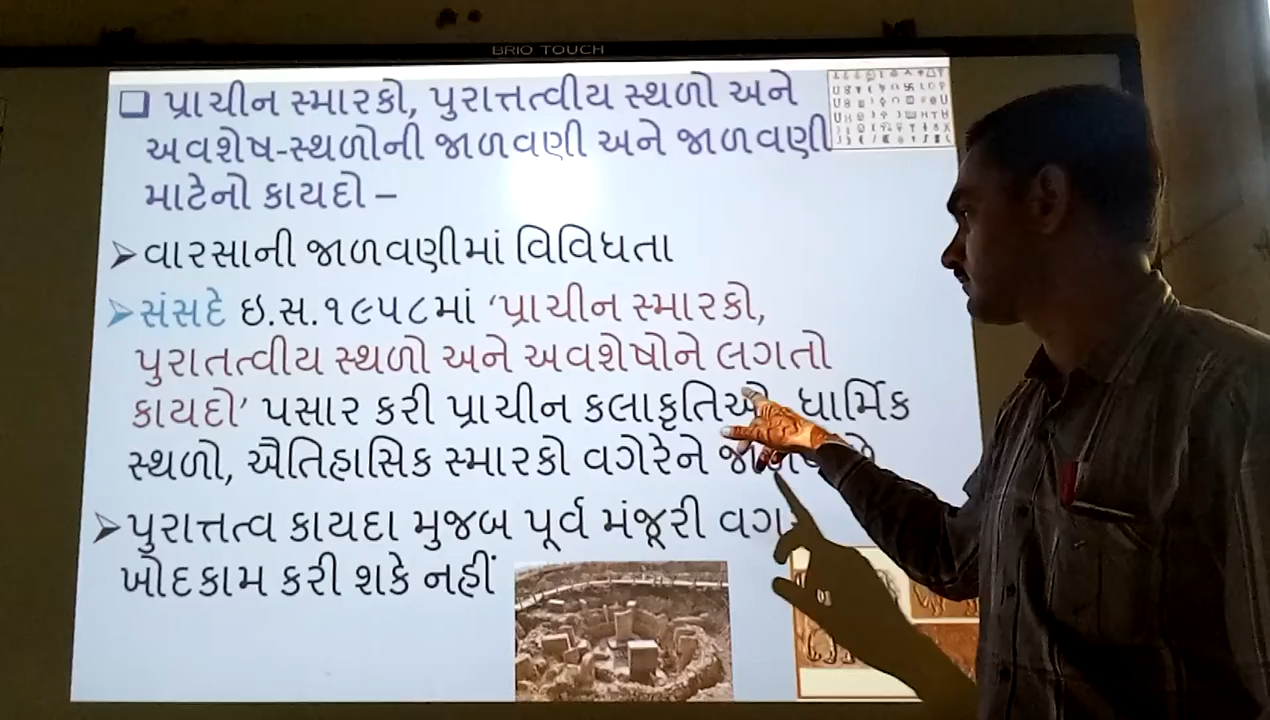 BRIO TOUCH
પ્રાચીન સ્મારકો, પુરાત્તત્વીય સ્થળો અને
અવશેષ-સ્થળોની જાળવણી અને જાળવણી
માટેનો કાયદો –
વારસાની જાળવણીમાં વિવિધતા
સંસદે ઇ.સ.૧૯૫૮માં ‘પ્રાચીન સ્મારકો,
પુરાતત્વીય સ્થળો અને અવશેષોને લગતો
કાયદો’ પસાર કરી પ્રાચીન કલાકૃતિઓ ધાર્મિક
સ્થળો, ઐતિહાસિક સ્મારકો વગેરેને
પુરાત્તત્વ કાયદા મુજબ પૂર્વ મંજૂરી
ખોદકામ કરી શકે નહીં